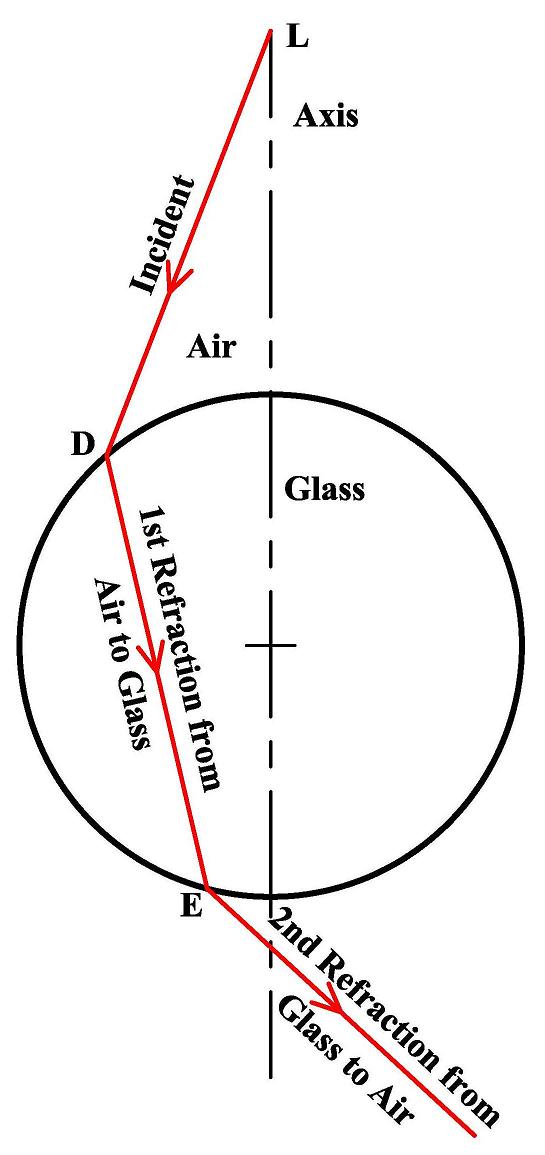 L
Axis
Incident
Air
D
Glass
1st Refraction from
Air to Glass
E
2nd Refraction from
Glass to Air